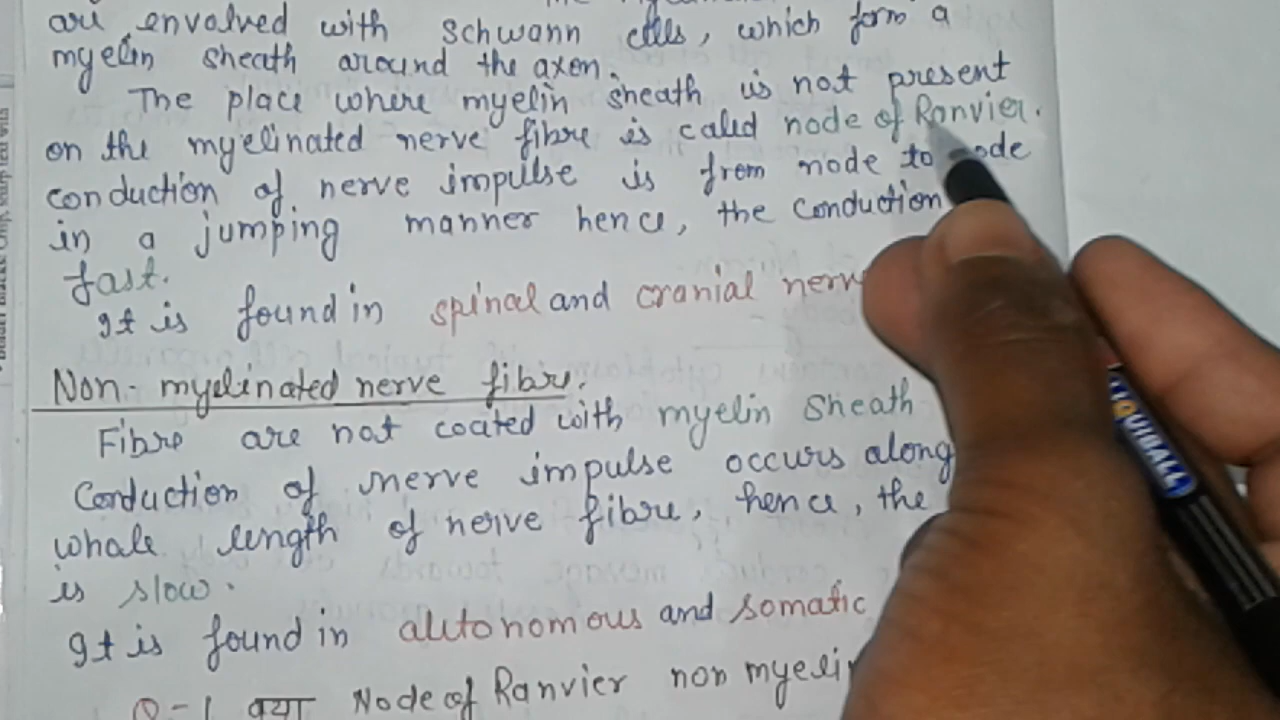 are envolved with Schwann cells, which form a
myelin sheath around the axon.
The place where myelin sheath is not present
on the myelinated nerve fibre is called node of Ranvier.
conduction of nerve impulse is from node to node
in a jumping manner hence, the conduction
fast.
It is found in spinal and cranial nerv
Non-myelinated nerve fibre.
Fibre are not coated with myelin Sheath
Conduction of nerve impulse occurs along
whole length of nerve fibre, hence, the
is slow.
It is found in autonomous and somatic
Q-1 क्या Node of Ranvier non myelin